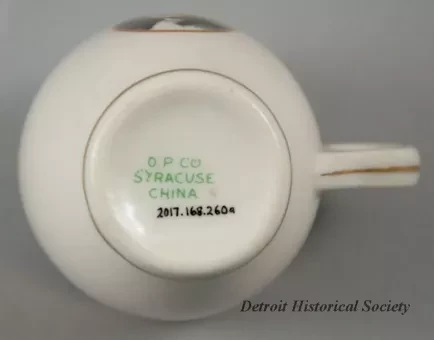 O.P.CO
SYRACUSE
CHINA
2017.168.260a
Detroit Historical Society